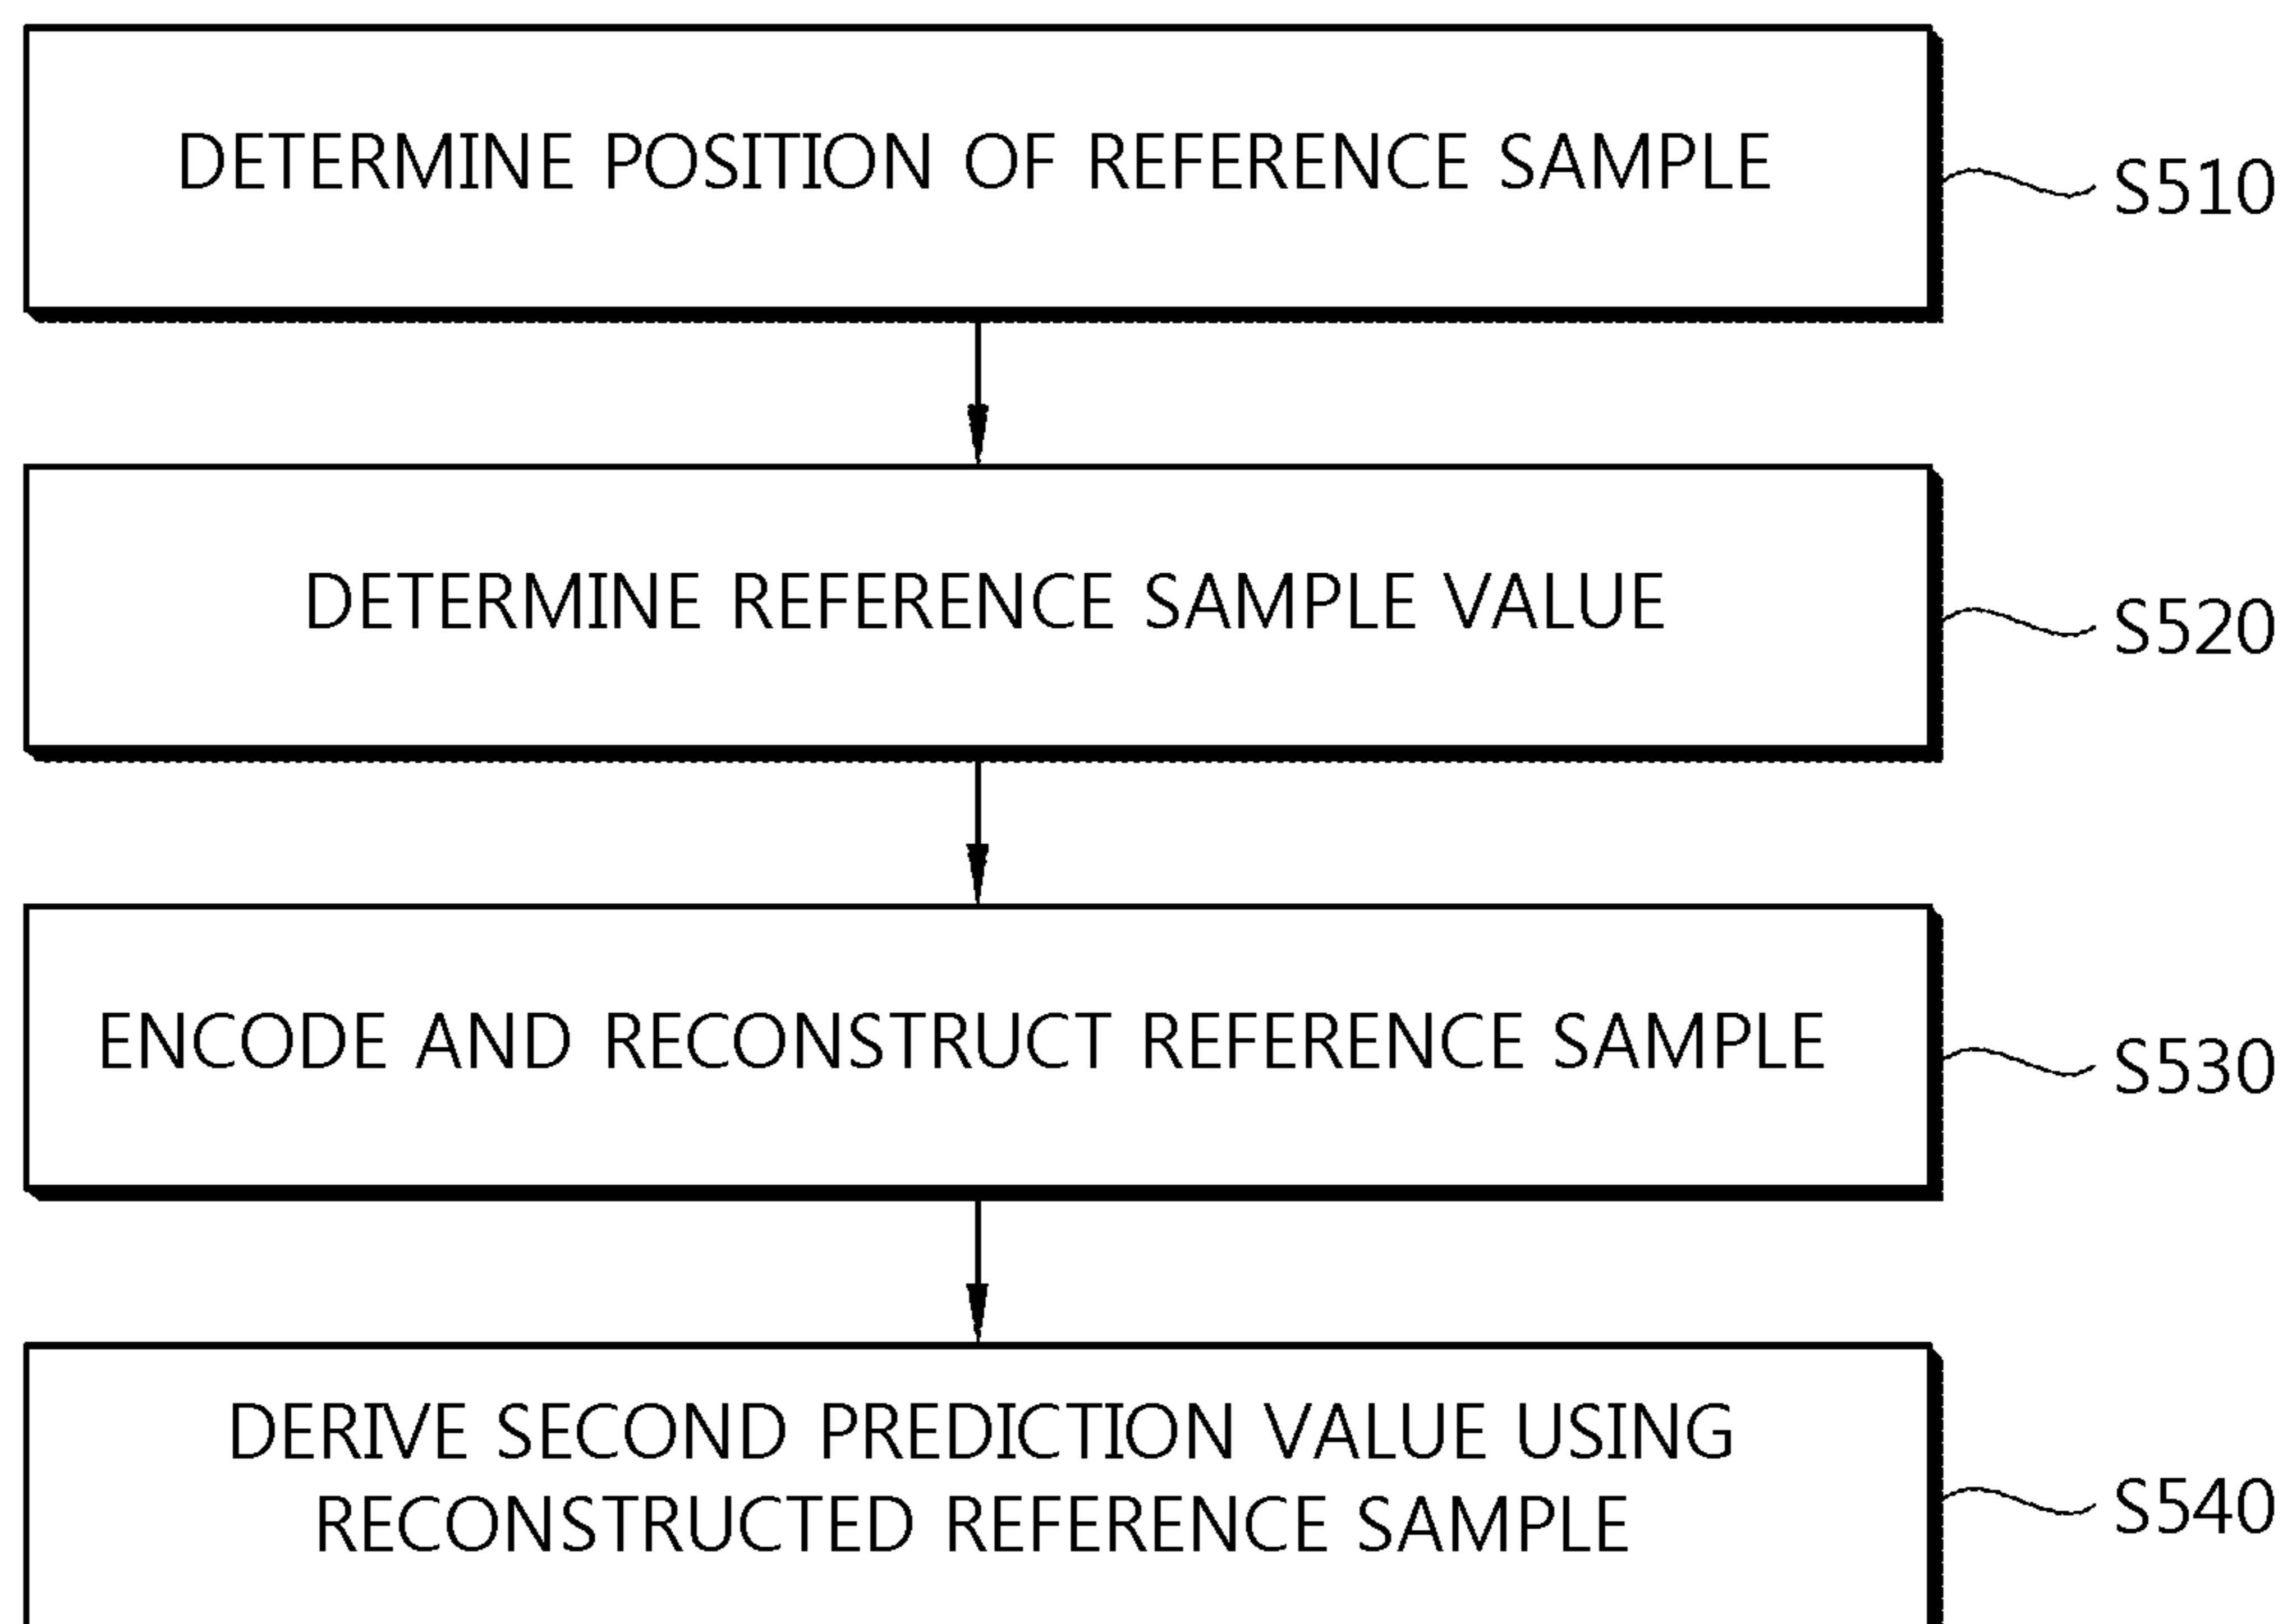 DETERMINE POSITION OF REFERENCE SAMPLE
S510
DETERMINE REFERENCE SAMPLE VALUE
S520
ENCODE AND RECONSTRUCT REFERENCE SAMPLE
S530
DERIVE SECOND PREDICTION VALUE USING
RECONSTRUCTED REFERENCE SAMPLE
S540